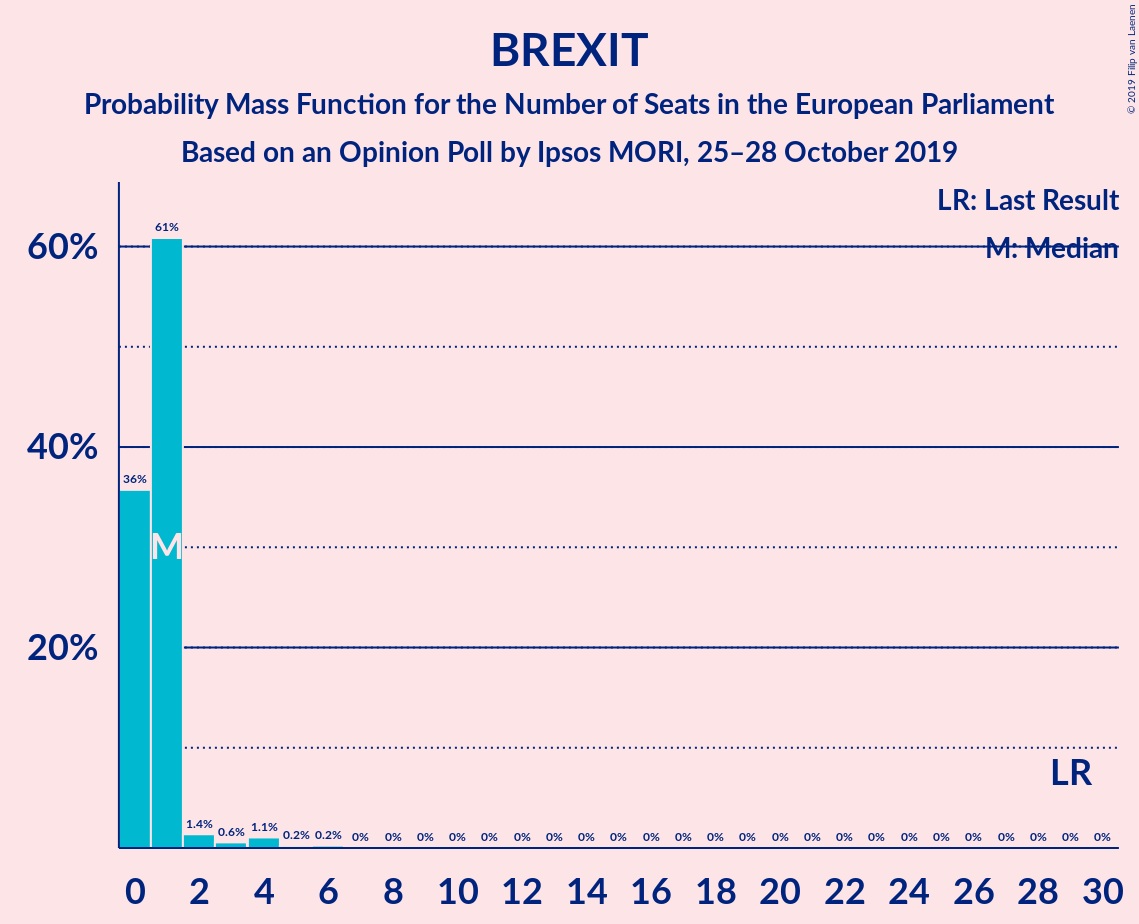 BREXIT
Probability Mass Function for the Number of Seats in the European Parliament
Based on an Opinion Poll by Ipsos MORI, 25–28 October 2019
© 2019 Filip van Laenen
LR: Last Result
M: Median
60%
40%
20%
36%
61%
1.4%
0.6%
1.1%
0.2%
0.2%
0% 0% 0% 0% 0% 0% 0% 0% 0% 0% 0% 0% 0% 0% 0% 0% 0% 0% 0% 0% 0% 0% 0% 0%
M
LR
0 2 4 6 8 10 12 14 16 18 20 22 24 26 28 30